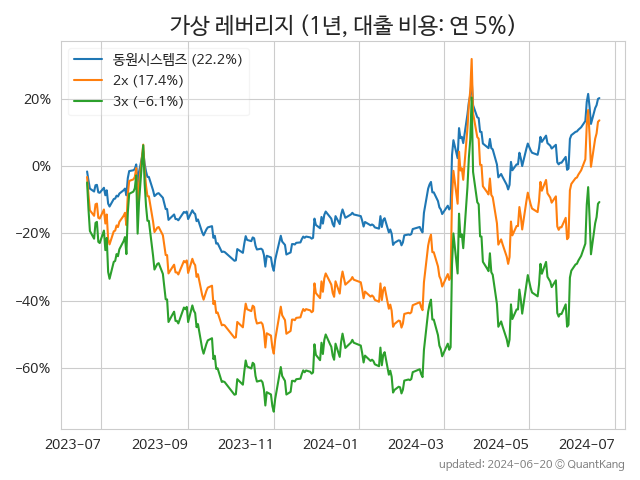 가상 레버리지 (1년, 대출 비용: 연 5%)
동원시스템즈 (22.2%)
2x (17.4%)
3x (−6.1%)
20%
0%
−20%
−40%
−60%
2023-07 2023-09 2023-11 2024-01 2024-03 2024-05 2024-07
updated: 2024-06-20 © QuantKang